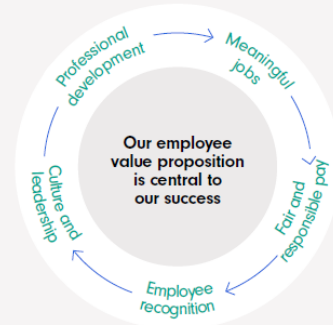 Professional
development
Meaningful
jobs
Fair and
responsible pay
Employee
recognition
Culture and
leadership
Our employee
value proposition
is central to
our success